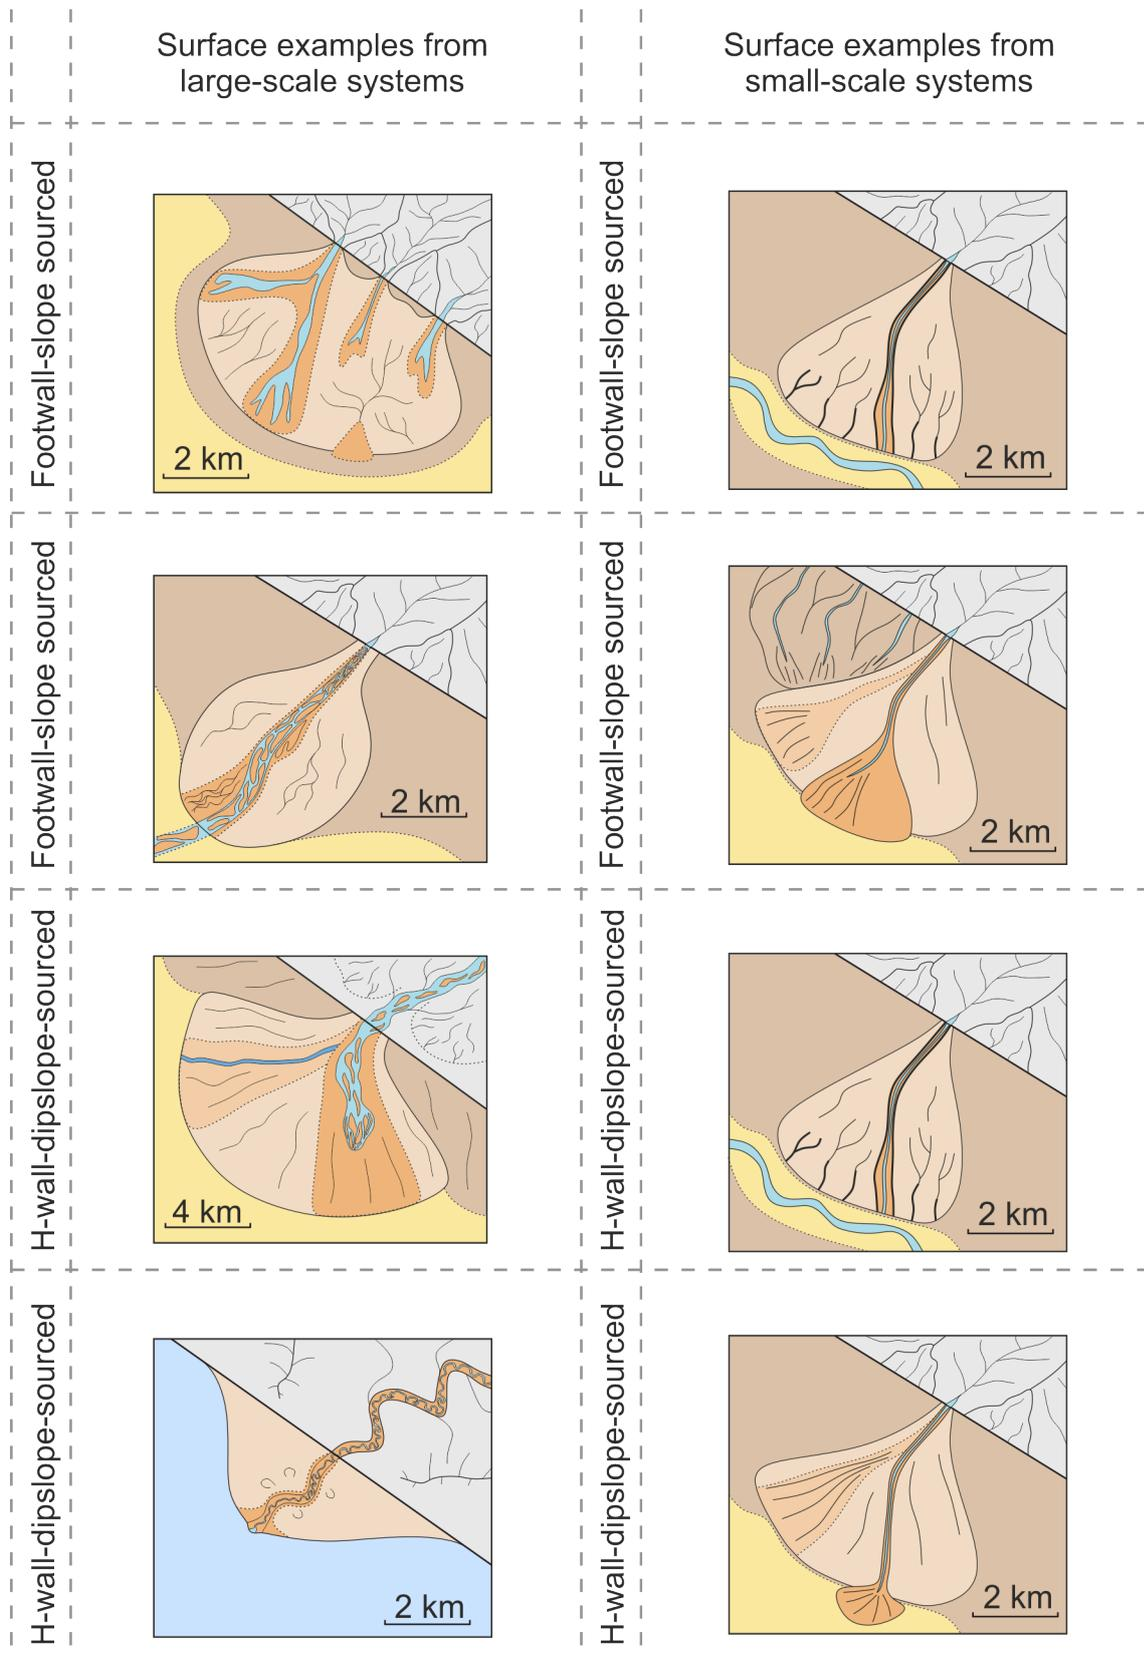 Surface examples from
large-scale systems
Surface examples from
small-scale systems
Footwall-slope sourced
2 km
Footwall-slope sourced
2 km
Footwall-slope sourced
2 km
Footwall-slope sourced
2 km
H-wall-dipslope-sourced
4 km
H-wall-dipslope-sourced
2 km
H-wall-dipslope-sourced
2 km
H-wall-dipslope-sourced
2 km